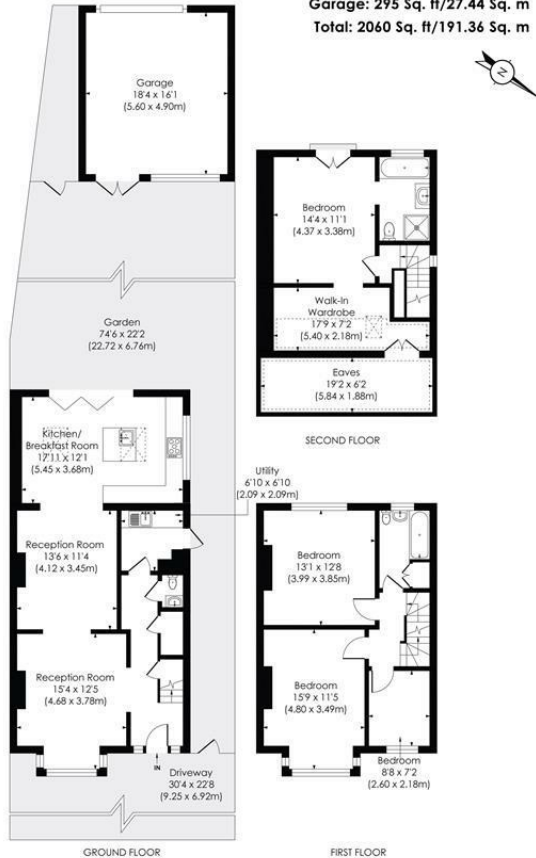 Garage: 295 Sq. ft/27.44 Sq. m
Total: 2060 Sq. ft/191.36 Sq. m
N
Garage
18'4 x 16'1
(5.60 x 4.90m)
Bedroom
14'4 x 11'1
(4.37 x 3.38m)
Walk-In
Wardrobe
17'9 x 7'2
(5.40 x 2.18m)
Eaves
19'2 x 6'2
(5.84 x 1.88m)
SECOND FLOOR
Garden
74'6 x 22'2
(22.72 x 6.76m)
Kitchen/
Breakfast Room
17'11 x 12'1
(5.45 x 3.68m)
Utility
6'10 x 6'10
(2.09 x 2.09m)
Reception Room
13'6 x 11'4
(4.12 x 3.45m)
Reception Room
15'4 x 12'5
(4.68 x 3.78m)
IN
Driveway
30'4 x 22'8
(9.25 x 6.92m)
GROUND FLOOR
Bedroom
13'1 x 12'8
(3.99 x 3.85m)
Bedroom
15'9 x 11'5
(4.80 x 3.49m)
Bedroom
8'8 x 7'2
(2.60 x 2.18m)
FIRST FLOOR